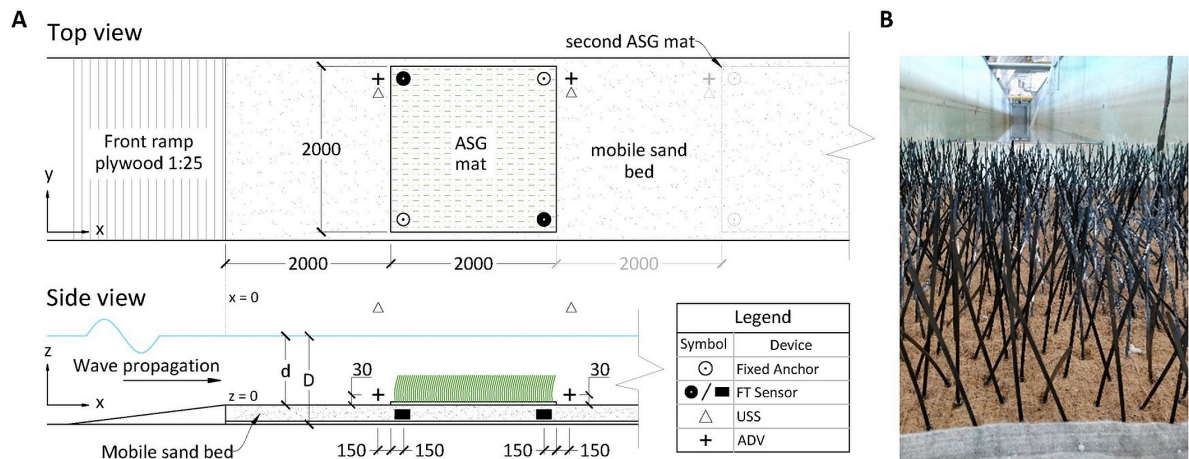 A
B
Top view
second ASG mat
Front ramp
plywood 1:25
2000
ASG
mat
mobile sand
bed
y
x
2000
2000
2000
Side view
x = 0
z
Wave propagation
d
D
30
30
x
z = 0
Mobile sand bed
150
150
150
150
Legend
Symbol
Device
Fixed Anchor
/
FT Sensor
USS
ADV